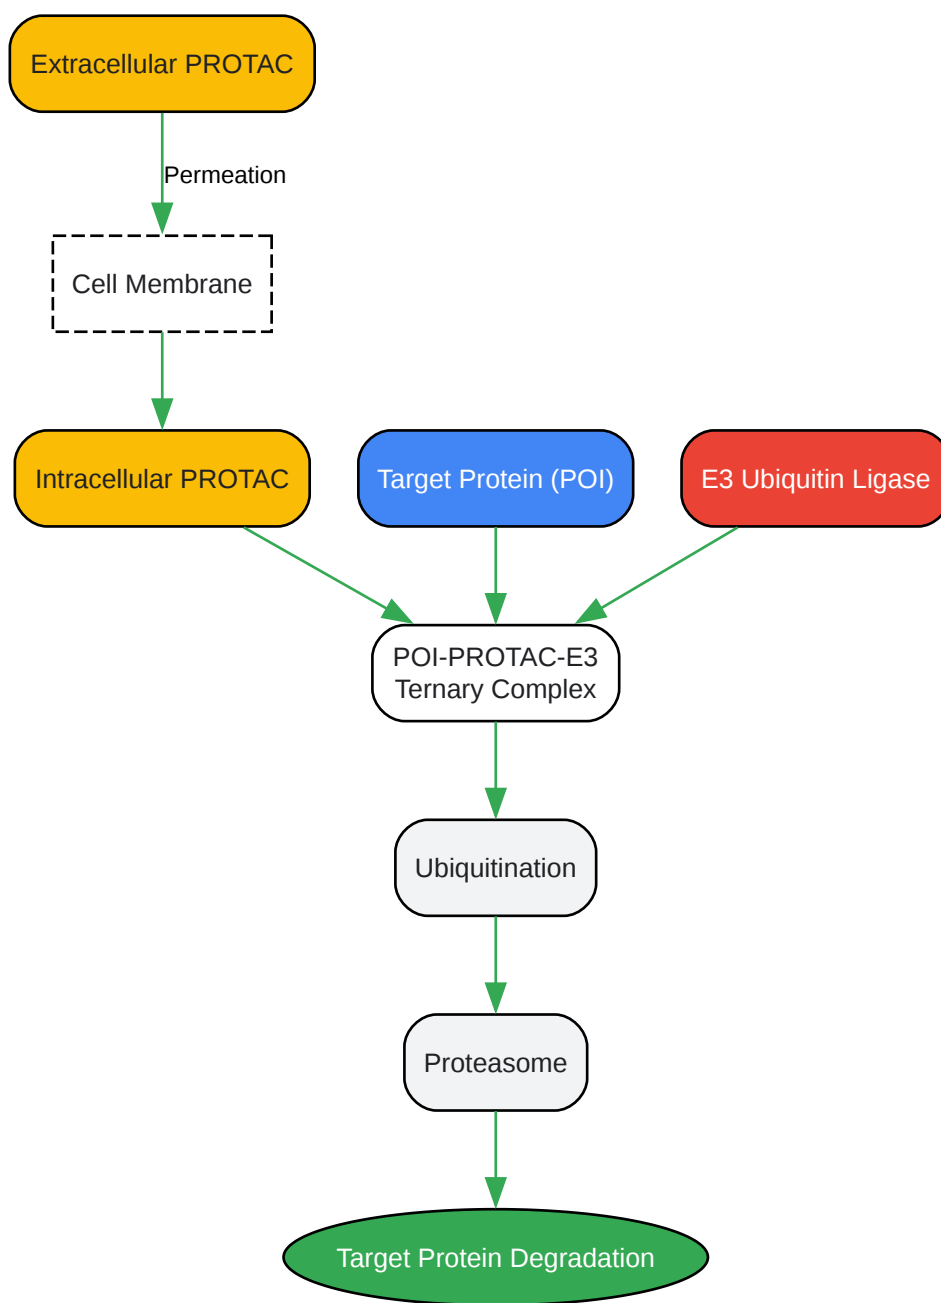 Extracellular PROTAC
Permeation
Cell Membrane
Intracellular PROTAC
Target Protein (POI)
E3 Ubiquitin Ligase
POI-PROTAC-E3
Ternary Complex
Ubiquitination
Proteasome
Target Protein Degradation